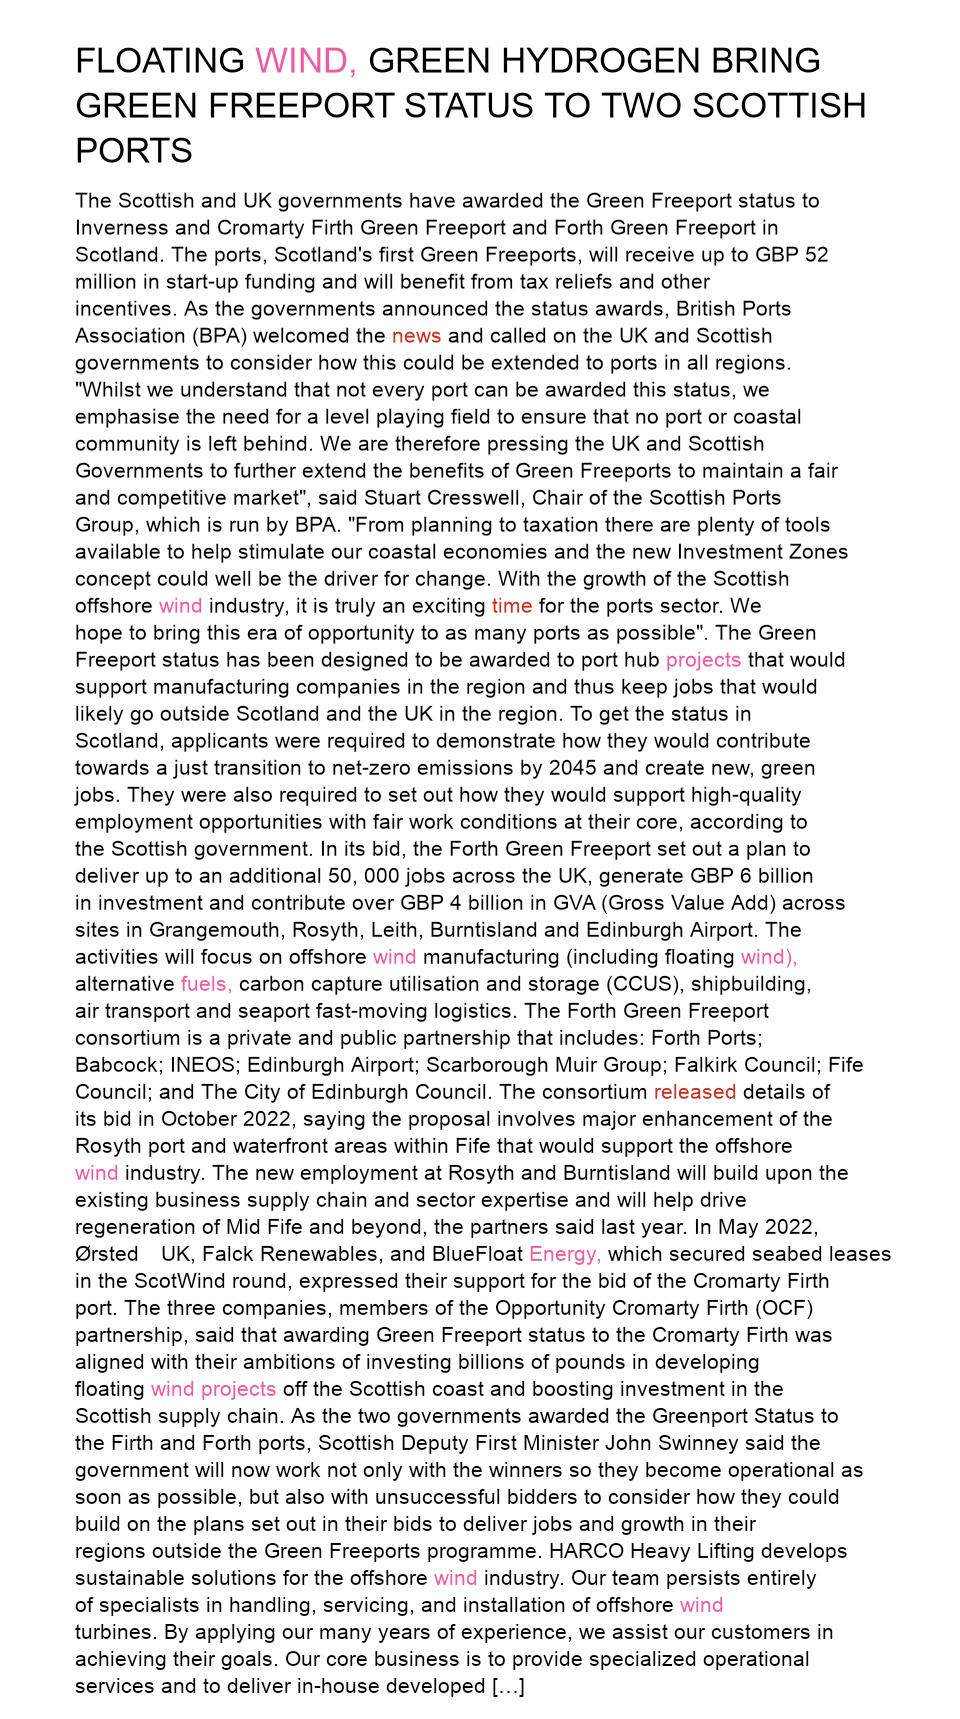 FLOATING WIND, GREEN HYDROGEN BRING
GREEN FREEPORT STATUS TO TWO SCOTTISH
PORTS
The Scottish and UK governments have awarded the Green Freeport status to
Inverness and Cromarty Firth Green Freeport and Forth Green Freeport in
Scotland. The ports, Scotland's first Green Freeports, will receive up to GBP 52
million in start-up funding and will benefit from tax reliefs and other
incentives. As the governments announced the status awards, British Ports
Association (BPA) welcomed the news and called on the UK and Scottish
governments to consider how this could be extended to ports in all regions.
"Whilst we understand that not every port can be awarded this status, we
emphasise the need for a level playing field to ensure that no port or coastal
community is left behind. We are therefore pressing the UK and Scottish
Governments to further extend the benefits of Green Freeports to maintain a fair
and competitive market", said Stuart Cresswell, Chair of the Scottish Ports
Group, which is run by BPA. "From planning to taxation there are plenty of tools
available to help stimulate our coastal economies and the new Investment Zones
concept could well be the driver for change. With the growth of the Scottish
offshore wind industry, it is truly an exciting time for the ports sector. We
hope to bring this era of opportunity to as many ports as possible". The Green
Freeport status has been designed to be awarded to port hub projects that would
support manufacturing companies in the region and thus keep jobs that would
likely go outside Scotland and the UK in the region. To get the status in
Scotland, applicants were required to demonstrate how they would contribute
towards a just transition to net-zero emissions by 2045 and create new, green
jobs. They were also required to set out how they would support high-quality
employment opportunities with fair work conditions at their core, according to
the Scottish government. In its bid, the Forth Green Freeport set out a plan to
deliver up to an additional 50, 000 jobs across the UK, generate GBP 6 billion
in investment and contribute over GBP 4 billion in GVA (Gross Value Add) across
sites in Grangemouth, Rosyth, Leith, Burntisland and Edinburgh Airport. The
activities will focus on offshore wind manufacturing (including floating wind),
alternative fuels, carbon capture utilisation and storage (CCUS), shipbuilding,
air transport and seaport fast-moving logistics. The Forth Green Freeport
consortium is a private and public partnership that includes: Forth Ports;
Babcock; INEOS; Edinburgh Airport; Scarborough Muir Group; Falkirk Council; Fife
Council; and The City of Edinburgh Council. The consortium released details of
its bid in October 2022, saying the proposal involves major enhancement of the
Rosyth port and waterfront areas within Fife that would support the offshore
wind industry. The new employment at Rosyth and Burntisland will build upon the
existing business supply chain and sector expertise and will help drive
regeneration of Mid Fife and beyond, the partners said last year. In May 2022,
Ørsted UK, Falck Renewables, and BlueFloat Energy, which secured seabed leases
in the ScotWind round, expressed their support for the bid of the Cromarty Firth
port. The three companies, members of the Opportunity Cromarty Firth (OCF)
partnership, said that awarding Green Freeport status to the Cromarty Firth was
aligned with their ambitions of investing billions of pounds in developing
floating wind projects off the Scottish coast and boosting investment in the
Scottish supply chain. As the two governments awarded the Greenport Status to
the Firth and Forth ports, Scottish Deputy First Minister John Swinney said the
government will now work not only with the winners so they become operational as
soon as possible, but also with unsuccessful bidders to consider how they could
build on the plans set out in their bids to deliver jobs and growth in their
regions outside the Green Freeports programme. HARCO Heavy Lifting develops
sustainable solutions for the offshore wind industry. Our team persists entirely
of specialists in handling, servicing, and installation of offshore wind
turbines. By applying our many years of experience, we assist our customers in
achieving their goals. Our core business is to provide specialized operational
services and to deliver in-house developed […]